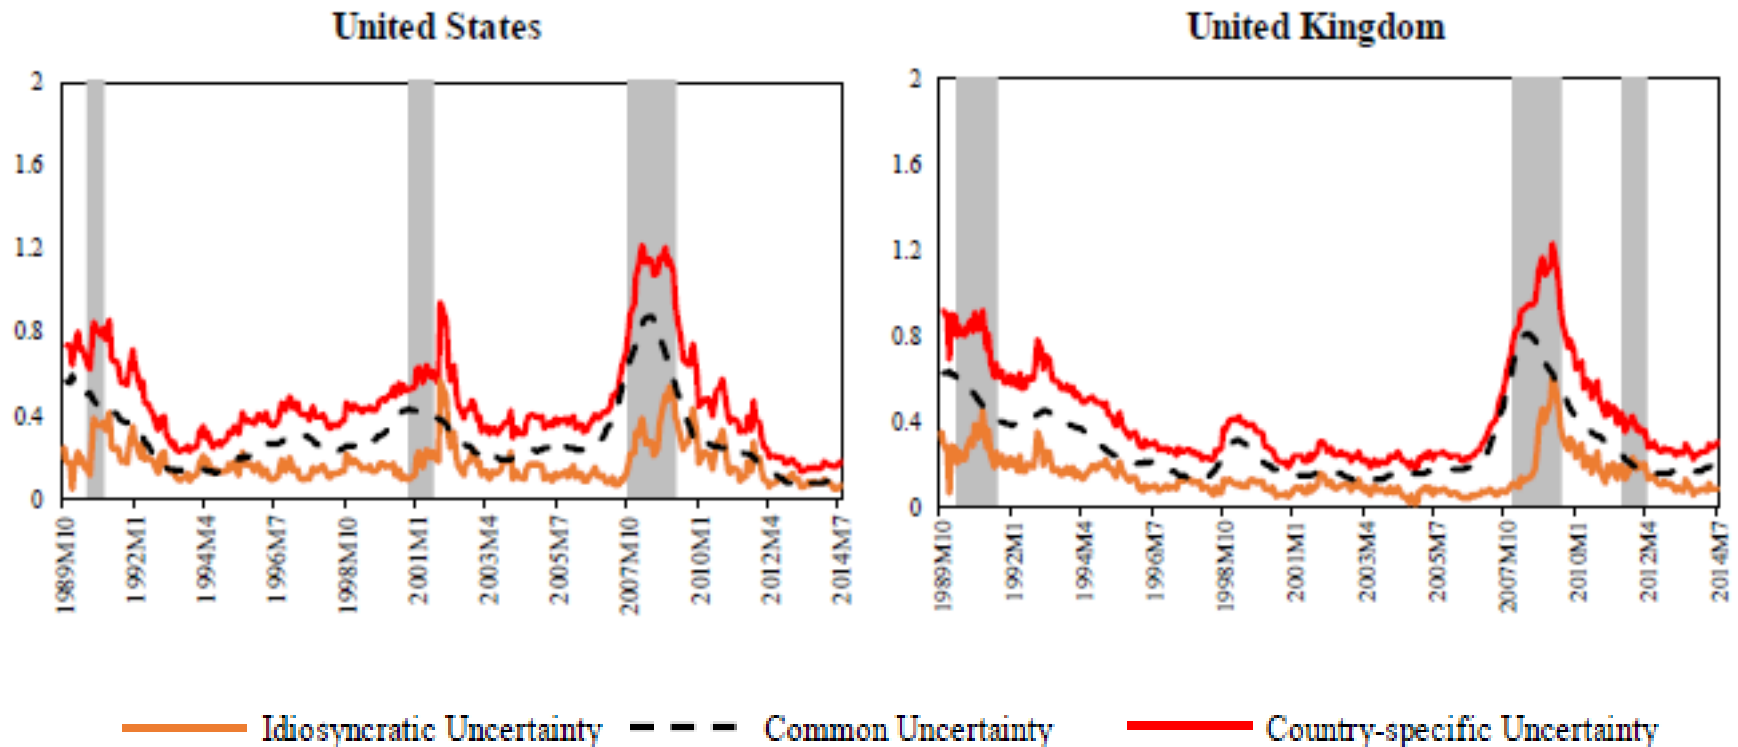 United States
United Kingdom
2
1.6
1.2
0.8
0.4
0
1989M10
1992M1
1994M4
1996M7
1998M10
2001M1
2003M4
2005M7
2007M10
2010M1
2012M4
2014M7
2
1.6
1.2
0.8
0.4
0
1989M10
1992M1
1994M4
1996M7
1998M10
2001M1
2003M4
2005M7
2007M10
2010M1
2012M4
2014M7
Idiosyncratic Uncertainty
Common Uncertainty
Country-specific Uncertainty